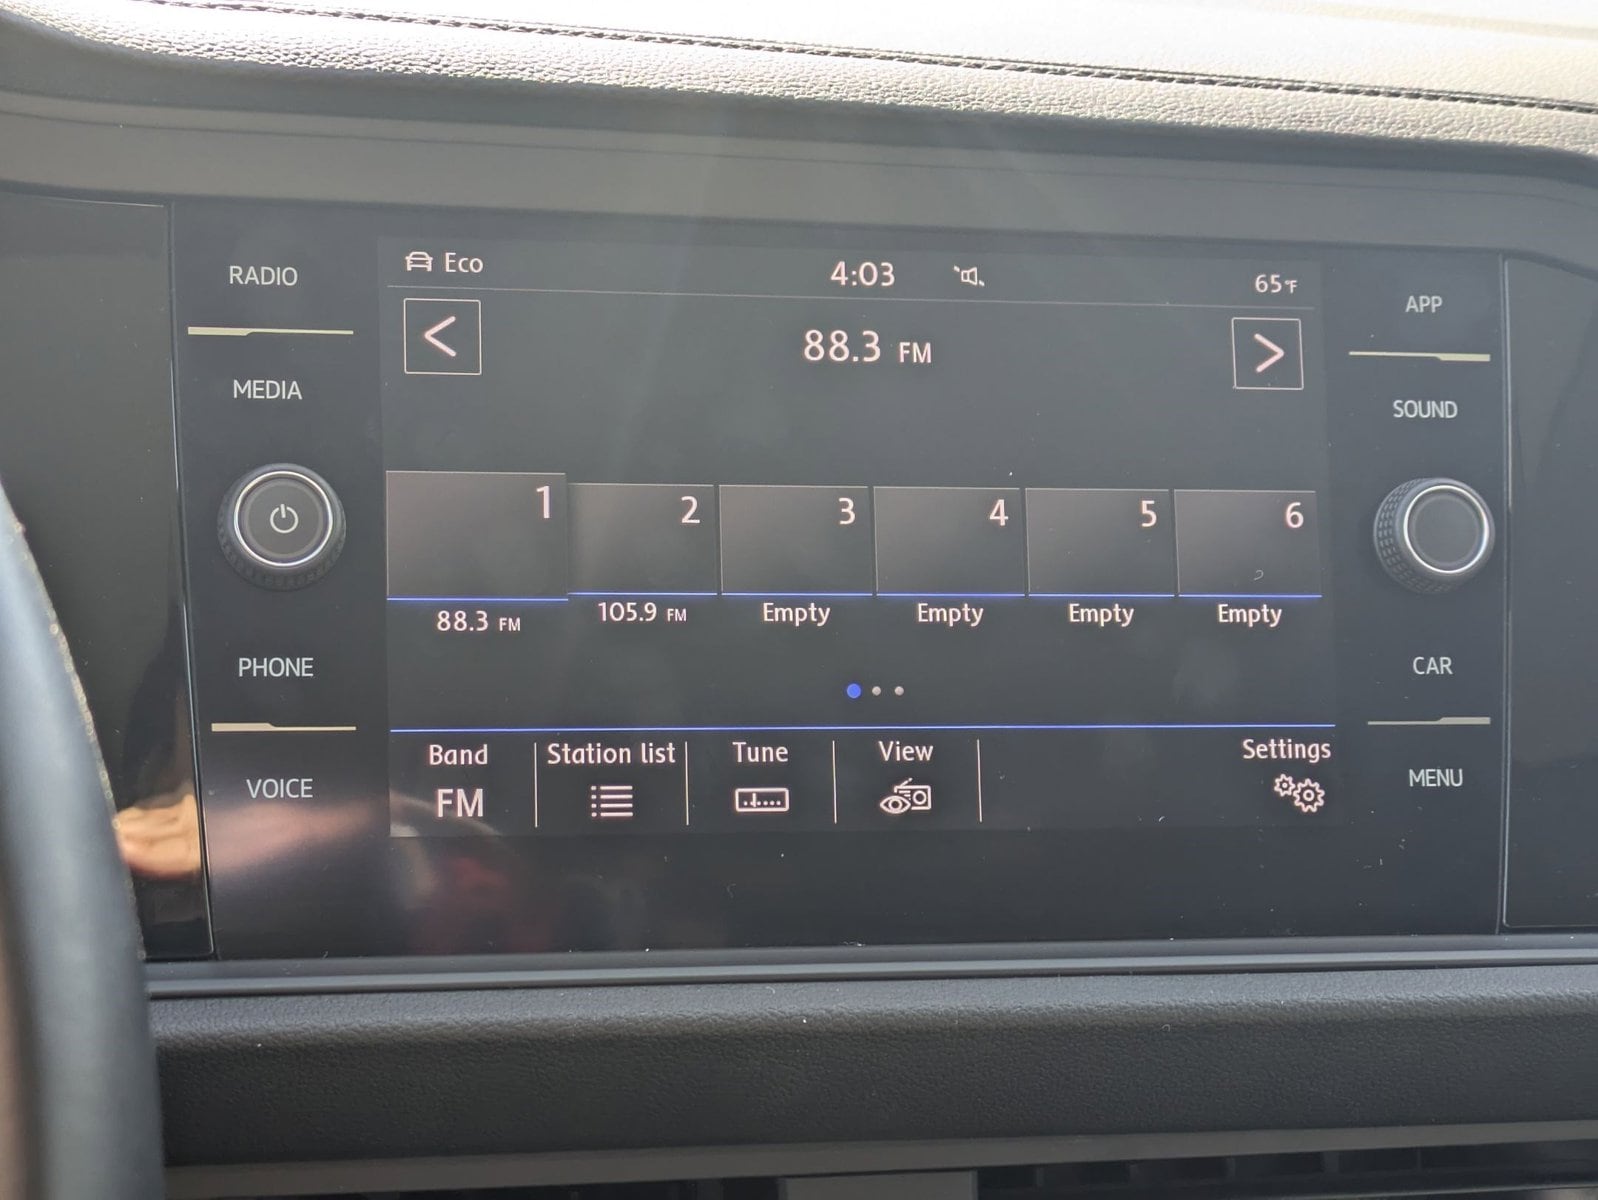 RADIO
MEDIA
PHONE
VOICE
Eco
4:03
65°F
88.3 FM
1
2
3
4
5
6
88.3 FM
105.9 FM
Empty
Empty
Empty
Empty
Band
Station list
Tune
View
Settings
FM
APP
SOUND
CAR
MENU